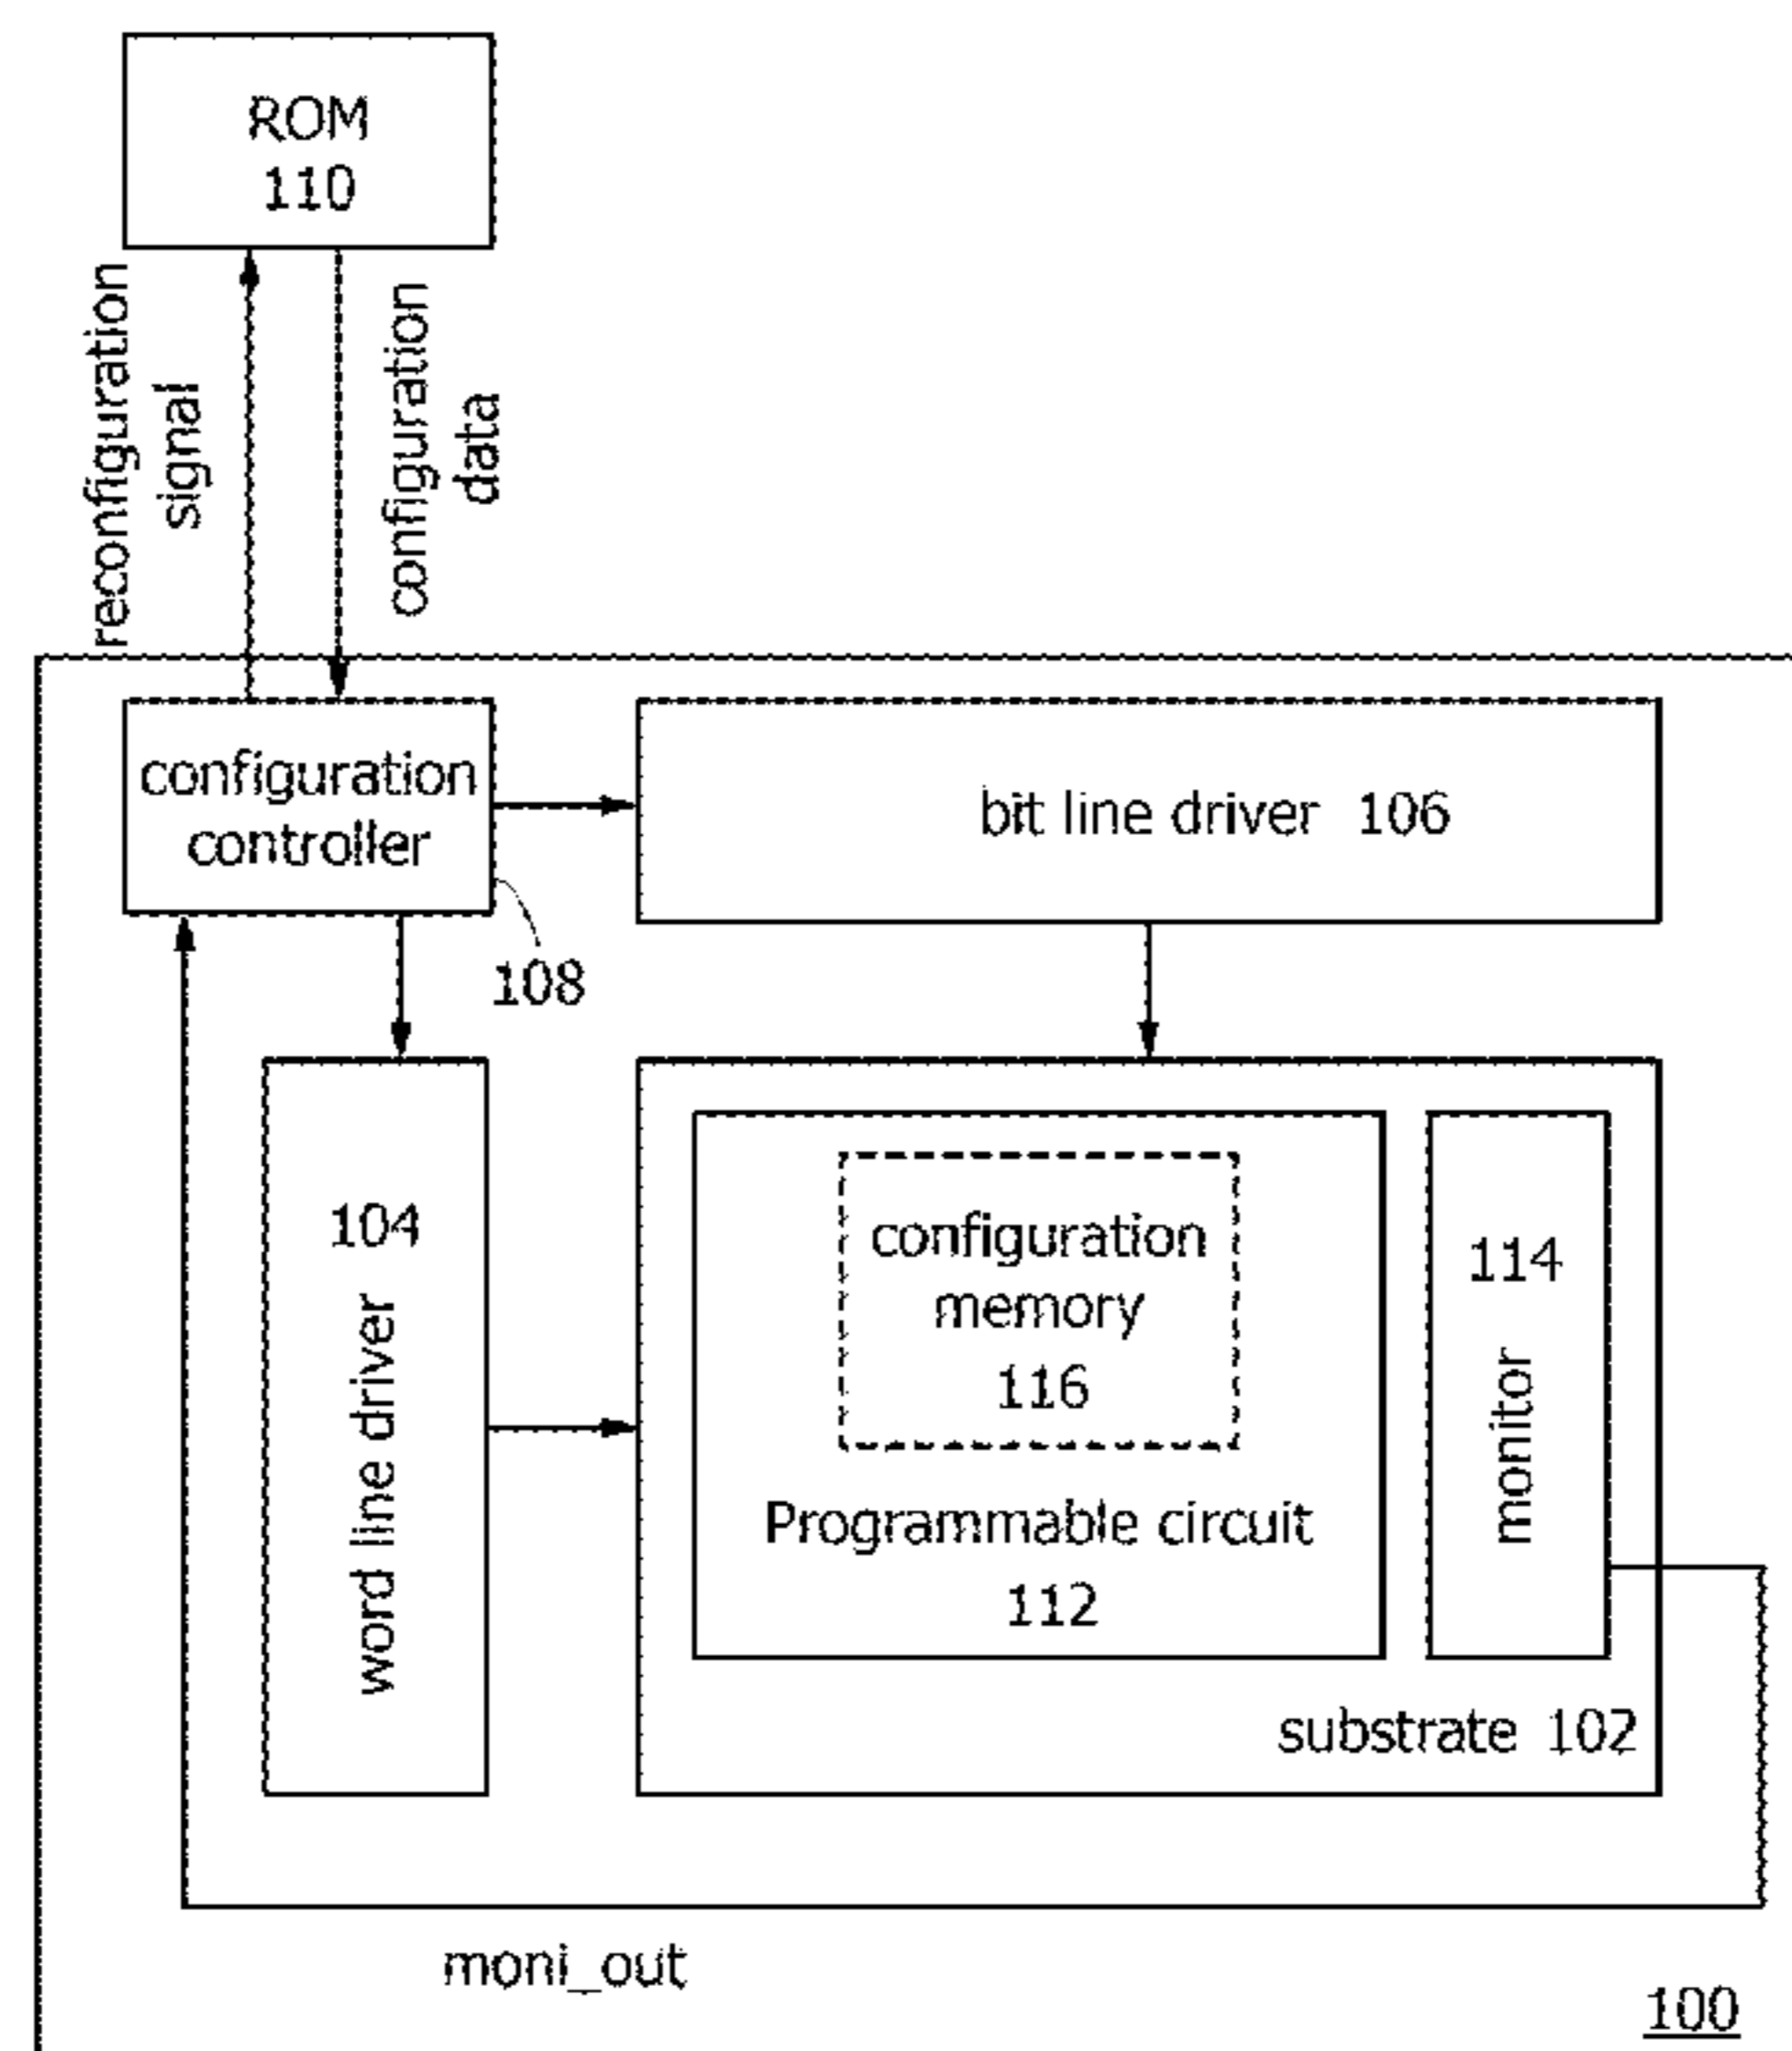 ROM
110
reconfiguration
signal
configuration
data
configuration
controller
108
bit line driver 106
word line driver 104
configuration
memory
116
Programmable circuit
112
monitor 114
substrate 102
moni_out
100